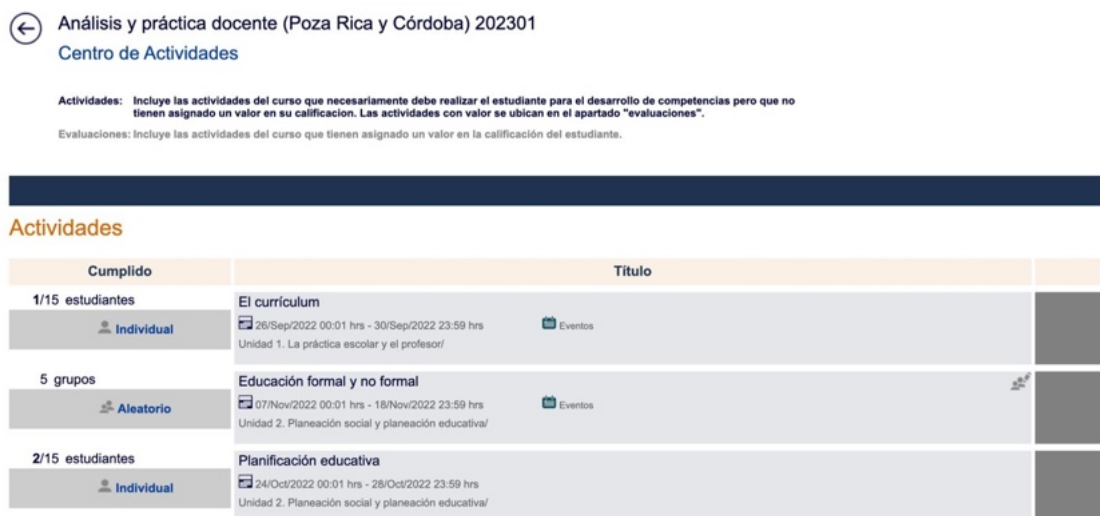 Análisis y práctica docente (Poza Rica y Córdoba) 202301
Centro de Actividades
Actividades: Incluye las actividades del curso que necesariamente debe realizar el estudiante para el desarrollo de competencias pero que no
tienen asignado un valor en su calificacion. Las actividades con valor se ubican en el apartado "evaluaciones".
Evaluaciones: Incluye las actividades del curso que tienen asignado un valor en la calificación del estudiante.
Actividades
Cumplido Título
1/15 estudiantes El currículum
Individual 26/Sep/2022 00:01 hrs - 30/Sep/2022 23:59 hrs Eventos
Unidad 1. La práctica escolar y el profesor/
5 grupos Educación formal y no formal
Aleatorio 07/Nov/2022 00:01 hrs - 18/Nov/2022 23:59 hrs Eventos
Unidad 2. Planeación social y planeación educativa/
2/15 estudiantes Planificación educativa
Individual 24/Oct/2022 00:01 hrs - 28/Oct/2022 23:59 hrs
Unidad 2. Planeación social y planeación educativa/